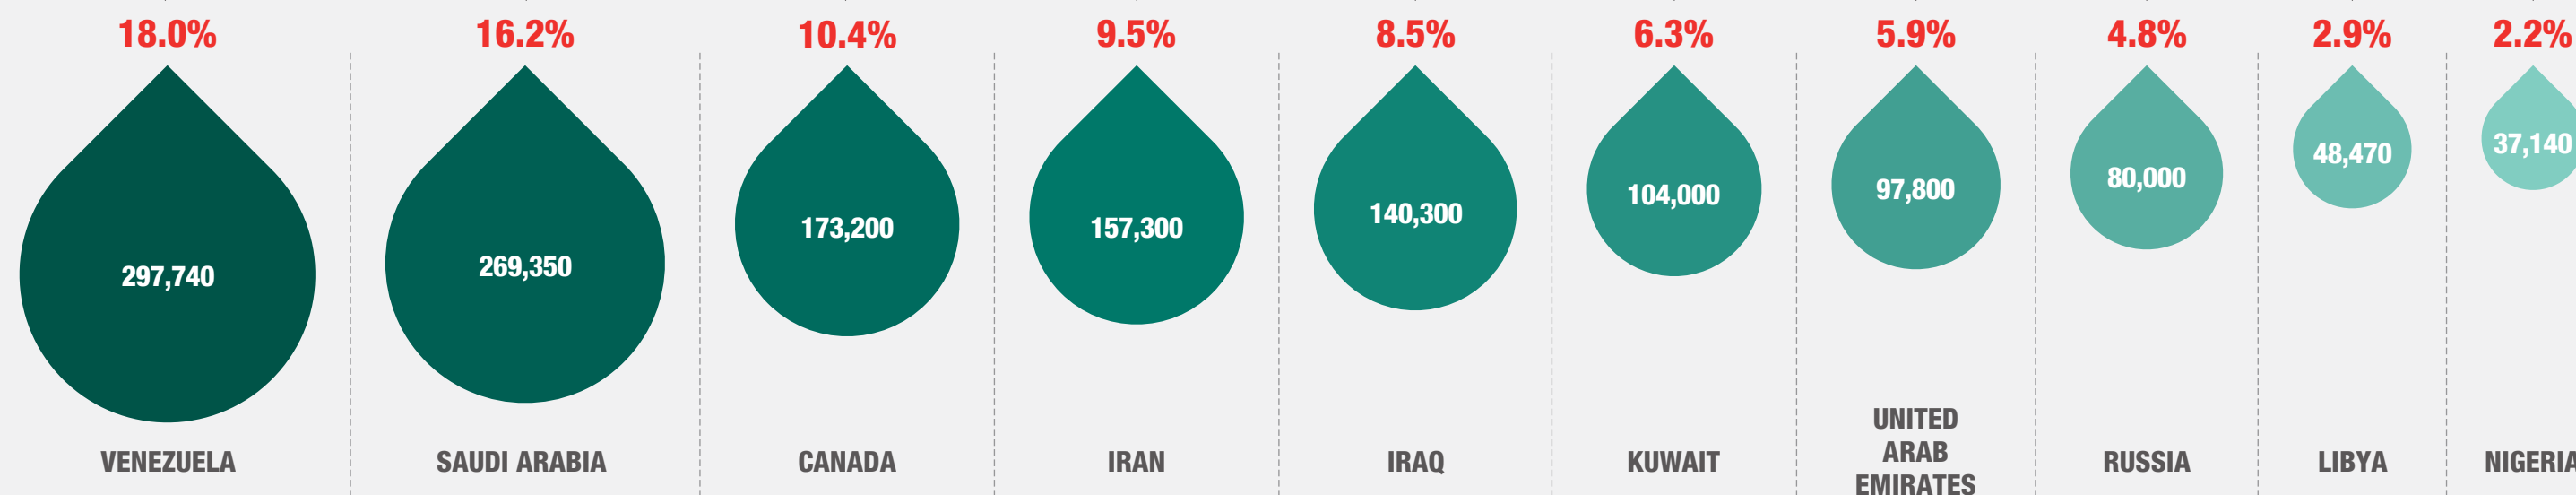 18.0% 16.2% 10.4% 9.5% 8.5% 6.3% 5.9% 4.8% 2.9% 2.2%
297,740 269,350 173,200 157,300 140,300 104,000 97,800 80,000 48,470 37,140
VENEZUELA SAUDI ARABIA CANADA IRAN IRAQ KUWAIT UNITED ARAB EMIRATES RUSSIA LIBYA NIGERIA